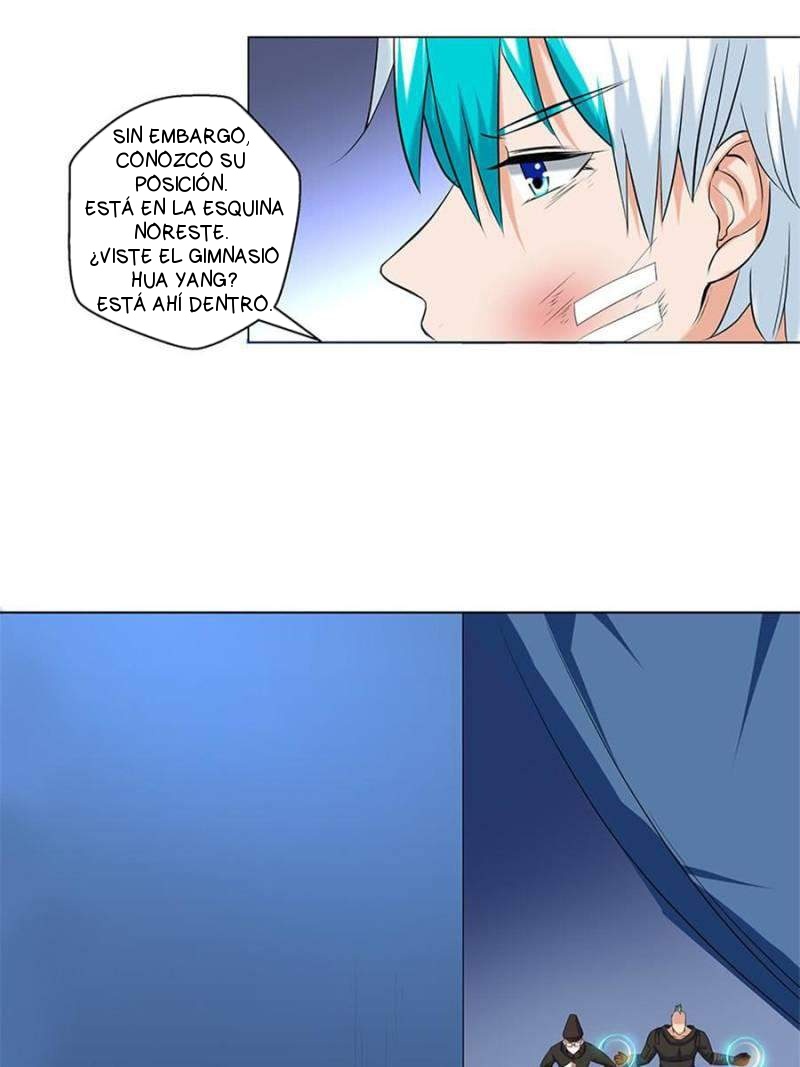 SIN EMBARGO,
CONOZCO SU
POSICIÓN.
ESTÁ EN LA ESQUINA
NORESTE.
¿VISTE EL GIMNASIO
HUA YANG?
ESTÁ AHÍ DENTRO.